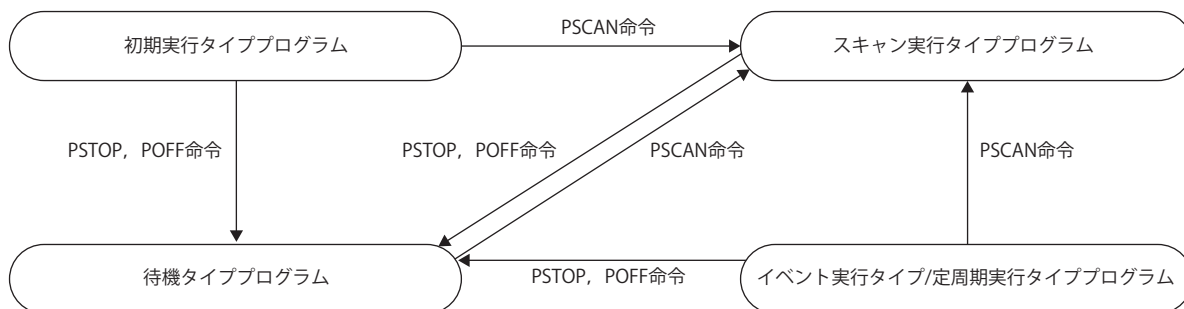 初期実行タイププログラム
PSCAN命令
スキャン実行タイププログラム
PSTOP，POFF命令
PSTOP，POFF命令
PSCAN命令
PSCAN命令
待機タイププログラム
PSTOP，POFF命令
イベント実行タイプ/定周期実行タイププログラム